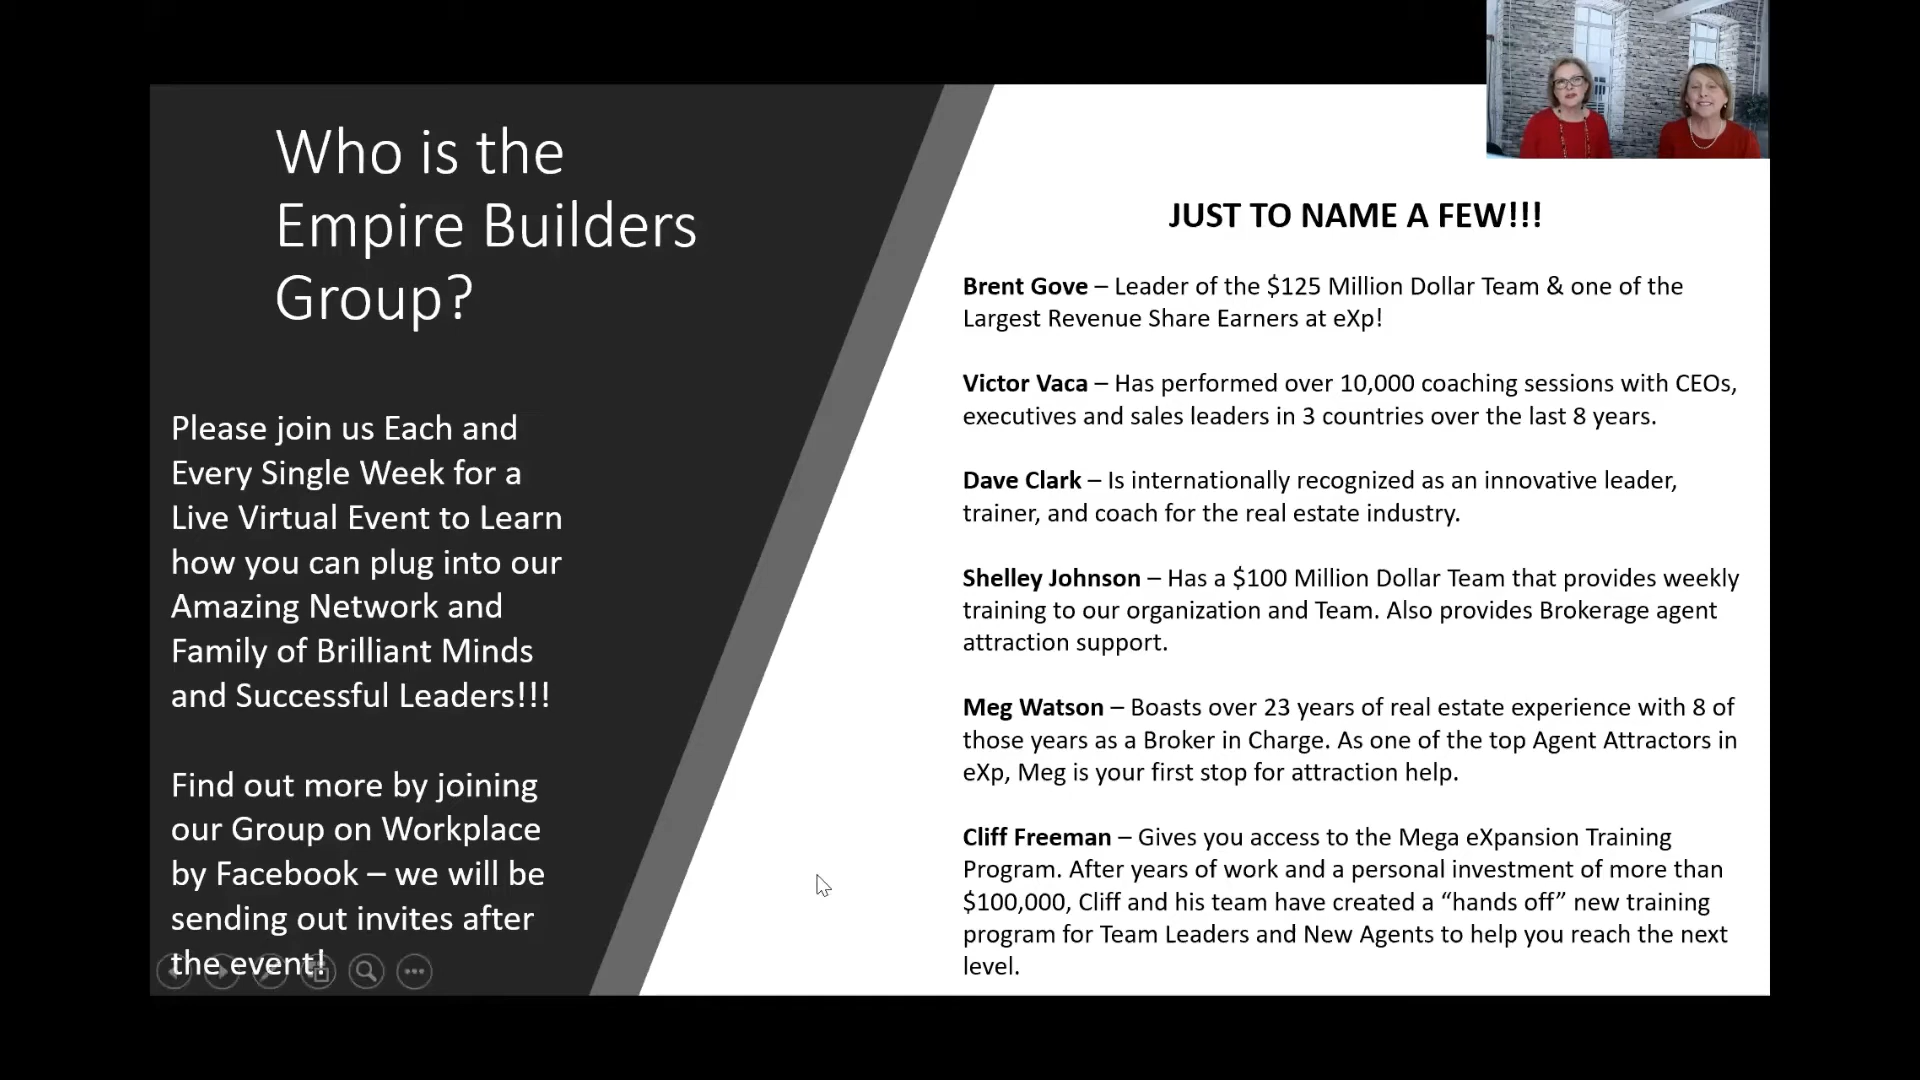 Who is the
Empire Builders
Group?
Please join us Each and
Every Single Week for a
Live Virtual Event to Learn
how you can plug into our
Amazing Network and
Family of Brilliant Minds
and Successful Leaders!!!
Find out more by joining
our Group on Workplace
by Facebook – we will be
sending out invites after
the event!
JUST TO NAME A FEW!!!
Brent Gove – Leader of the $125 Million Dollar Team & one of the
Largest Revenue Share Earners at eXp!
Victor Vaca – Has performed over 10,000 coaching sessions with CEOs,
executives and sales leaders in 3 countries over the last 8 years.
Dave Clark – Is internationally recognized as an innovative leader,
trainer, and coach for the real estate industry.
Shelley Johnson – Has a $100 Million Dollar Team that provides weekly
training to our organization and Team. Also provides Brokerage agent
attraction support.
Meg Watson – Boasts over 23 years of real estate experience with 8 of
those years as a Broker in Charge. As one of the top Agent Attractors in
eXp, Meg is your first stop for attraction help.
Cliff Freeman – Gives you access to the Mega eXpansion Training
Program. After years of work and a personal investment of more than
$100,000, Cliff and his team have created a “hands off” new training
program for Team Leaders and New Agents to help you reach the next
level.